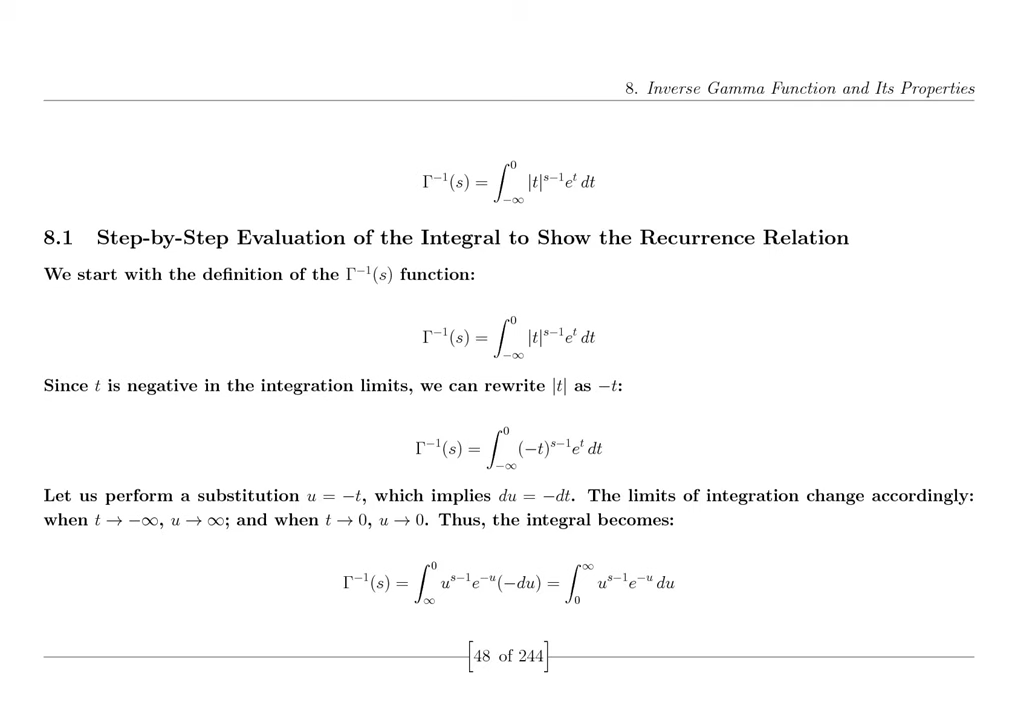 8. Inverse Gamma Function and Its Properties
Γ⁻¹(s) = ∫_{−∞}^{0} |t|^{s−1} e^{t} dt
8.1 Step-by-Step Evaluation of the Integral to Show the Recurrence Relation
We start with the definition of the Γ⁻¹(s) function:
Γ⁻¹(s) = ∫_{−∞}^{0} |t|^{s−1} e^{t} dt
Since t is negative in the integration limits, we can rewrite |t| as −t:
Γ⁻¹(s) = ∫_{−∞}^{0} (−t)^{s−1} e^{t} dt
Let us perform a substitution u = −t, which implies du = −dt. The limits of integration change accordingly:
when t → −∞, u → ∞; and when t → 0, u → 0. Thus, the integral becomes:
Γ⁻¹(s) = ∫_{∞}^{0} u^{s−1} e^{−u} (−du) = ∫_{0}^{∞} u^{s−1} e^{−u} du
[48 of 244]